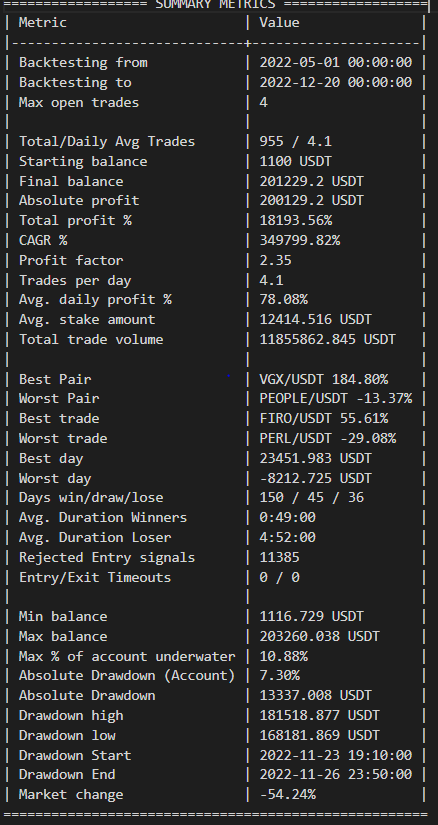 ================== SUMMARY METRICS ==================
| Metric | Value |
|-----------------------------+---------------------|
| Backtesting from | 2022-05-01 00:00:00 |
| Backtesting to | 2022-12-20 00:00:00 |
| Max open trades | 4 |
| | |
| Total/Daily Avg Trades | 955 / 4.1 |
| Starting balance | 1100 USDT |
| Final balance | 201229.2 USDT |
| Absolute profit | 200129.2 USDT |
| Total profit % | 18193.56% |
| CAGR % | 349799.82% |
| Profit factor | 2.35 |
| Trades per day | 4.1 |
| Avg. daily profit % | 78.08% |
| Avg. stake amount | 12414.516 USDT |
| Total trade volume | 11855862.845 USDT |
| | |
| Best Pair | VGX/USDT 184.80% |
| Worst Pair | PEOPLE/USDT -13.37% |
| Best trade | FIRO/USDT 55.61% |
| Worst trade | PERL/USDT -29.08% |
| Best day | 23451.983 USDT |
| Worst day | -8212.725 USDT |
| Days win/draw/lose | 150 / 45 / 36 |
| Avg. Duration Winners | 0:49:00 |
| Avg. Duration Loser | 4:52:00 |
| Rejected Entry signals | 11385 |
| Entry/Exit Timeouts | 0 / 0 |
| | |
| Min balance | 1116.729 USDT |
| Max balance | 203260.038 USDT |
| Max % of account underwater | 10.88% |
| Absolute Drawdown (Account) | 7.30% |
| Absolute Drawdown | 13337.008 USDT |
| Drawdown high | 181518.877 USDT |
| Drawdown low | 168181.869 USDT |
| Drawdown Start | 2022-11-23 19:10:00 |
| Drawdown End | 2022-11-26 23:50:00 |
| Market change | -54.24% |
=====================================================